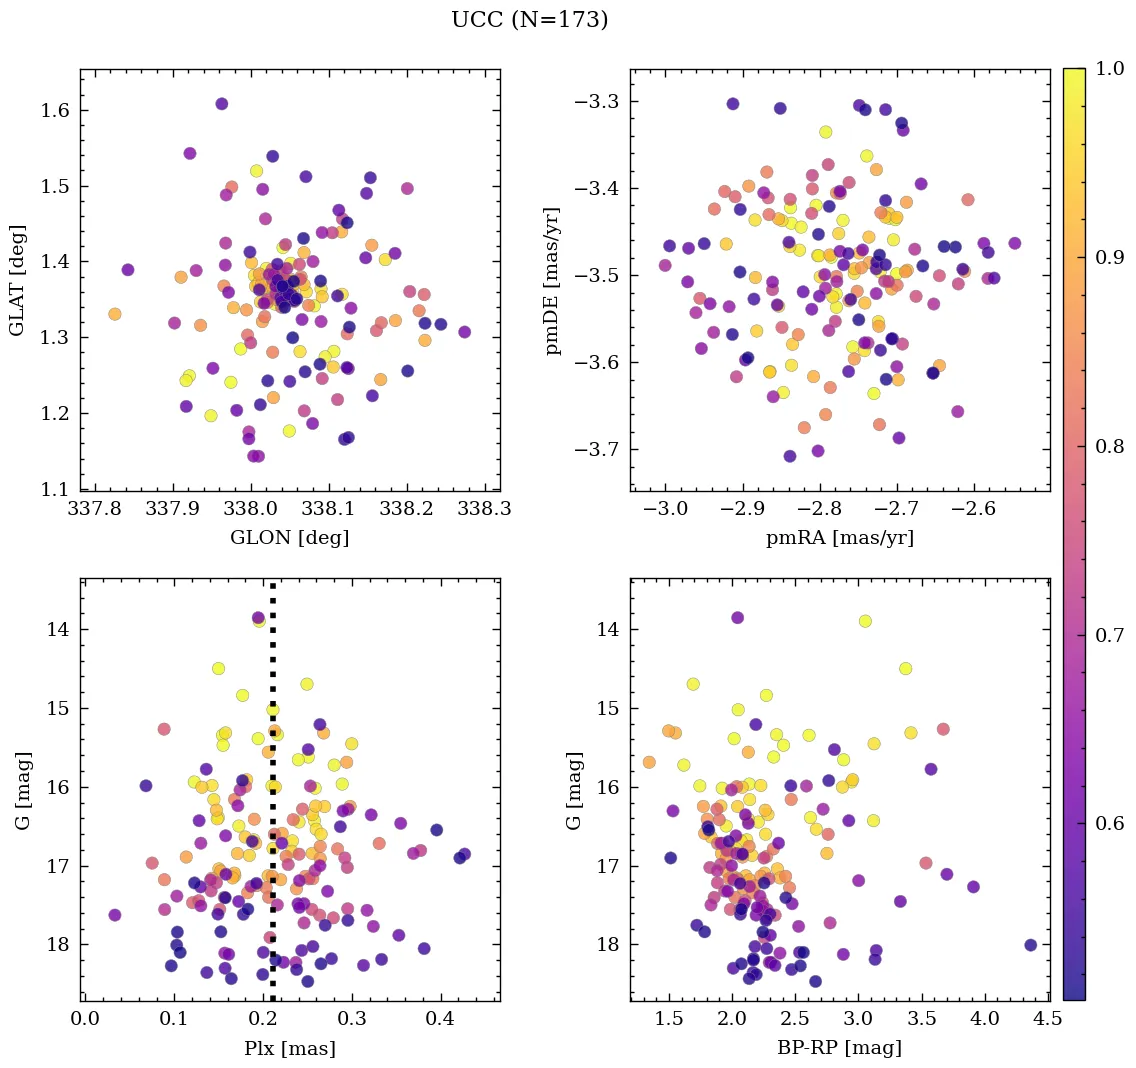 UCC (N=173)
1.6
1.5
1.4
1.3
1.2
1.1
GLAT [deg]
337.8 337.9 338.0 338.1 338.2 338.3
GLON [deg]
−3.3
−3.4
−3.5
−3.6
−3.7
pmDE [mas/yr]
−3.0 −2.9 −2.8 −2.7 −2.6
pmRA [mas/yr]
14
15
16
17
18
G [mag]
0.0 0.1 0.2 0.3 0.4
Plx [mas]
14
15
16
17
18
G [mag]
1.5 2.0 2.5 3.0 3.5 4.0 4.5
BP-RP [mag]
1.0
0.9
0.8
0.7
0.6